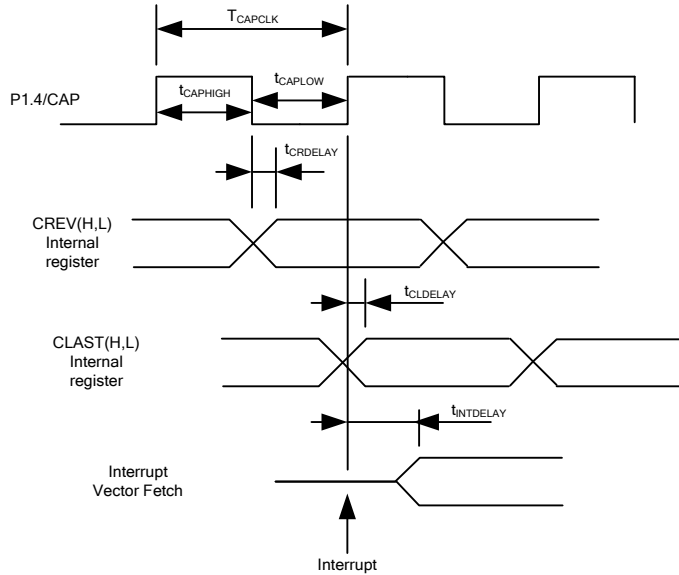 TCAPCLK
tCAPHIGH
tCAPLOW
P1.4/CAP
tCRDELAY
CREV(H,L)
Internal
register
tCLDELAY
CLAST(H,L)
Internal
register
tINTDELAY
Interrupt
Vector Fetch
Interrupt